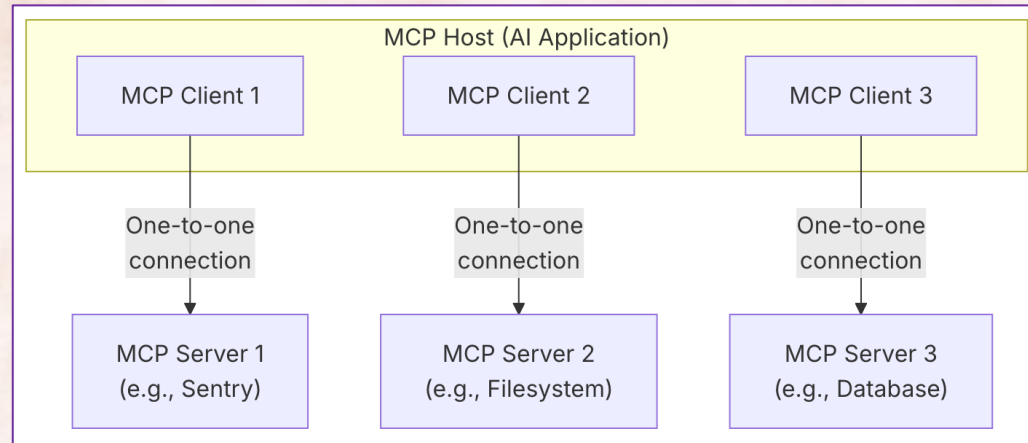 MCP Host (AI Application)
MCP Client 1
MCP Client 2
MCP Client 3
One-to-one
connection
One-to-one
connection
One-to-one
connection
MCP Server 1
(e.g., Sentry)
MCP Server 2
(e.g., Filesystem)
MCP Server 3
(e.g., Database)